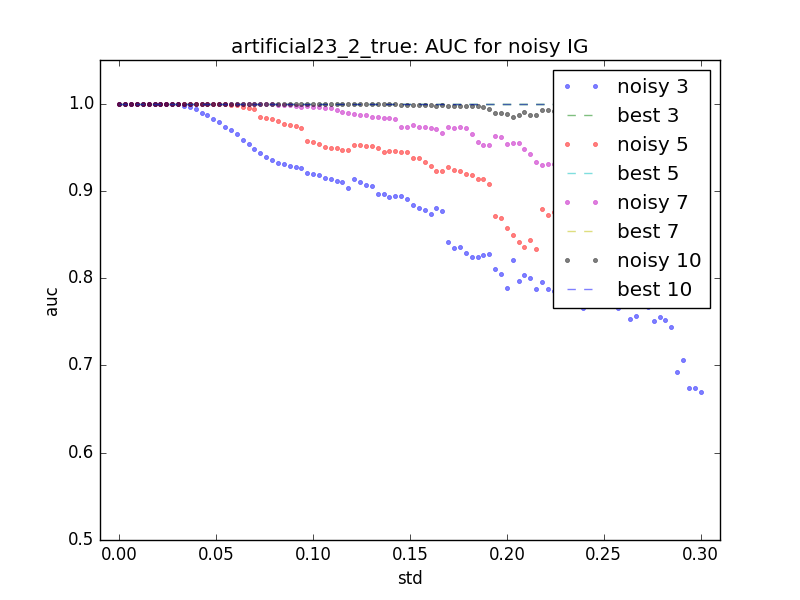 artificial23_2_true: AUC for noisy IG
1.0
0.9
0.8
0.7
0.6
0.5
auc
0.00 0.05 0.10 0.15 0.20 0.25 0.30
std
noisy 3
best 3
noisy 5
best 5
noisy 7
best 7
noisy 10
best 10